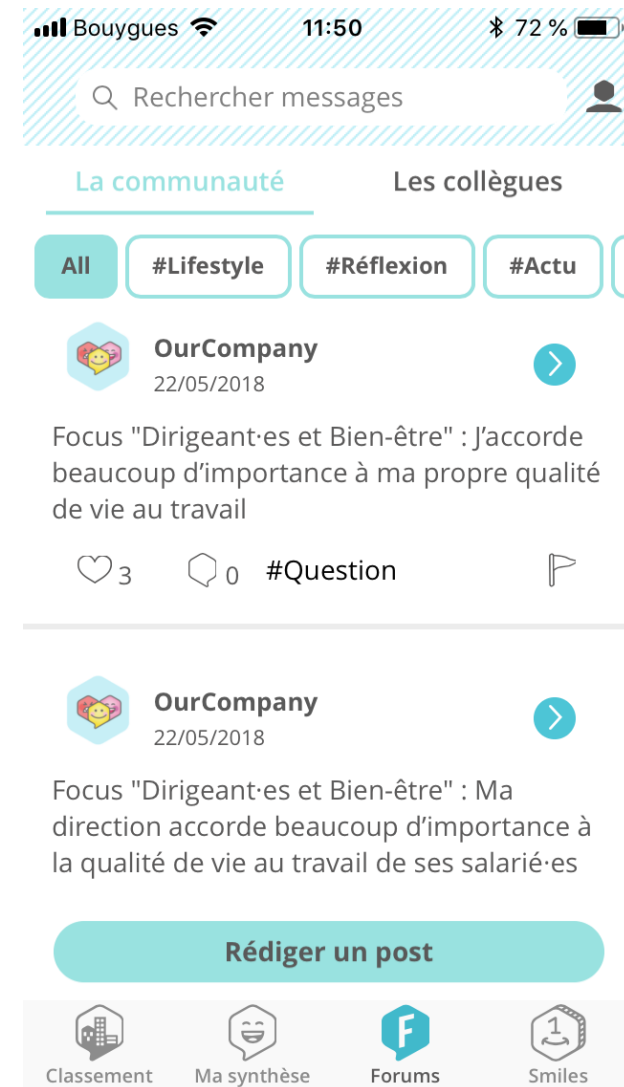 Bouygues 11:50 72 %
Rechercher messages
La communauté Les collègues
All #Lifestyle #Réflexion #Actu
OurCompany
22/05/2018
Focus "Dirigeant·es et Bien-être" : J’accorde
beaucoup d’importance à ma propre qualité
de vie au travail
3 0 #Question
OurCompany
22/05/2018
Focus "Dirigeant·es et Bien-être" : Ma
direction accorde beaucoup d’importance à
la qualité de vie au travail de ses salarié·es
Rédiger un post
F 1
Classement Ma synthèse Forums Smiles